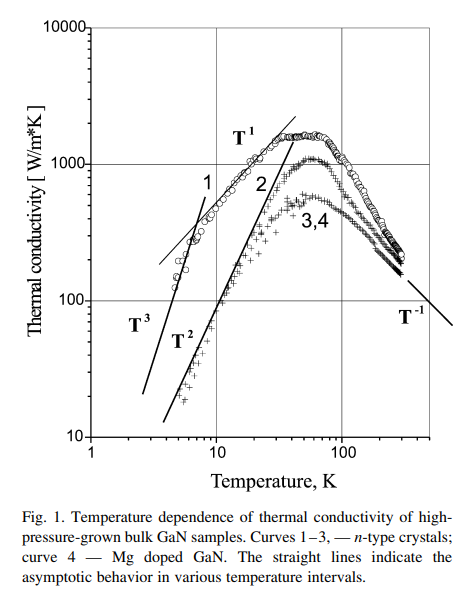 10000
1000
100
10
1
10
100
Thermal conductivity [ W/m*K ]
Temperature, K
T¹
1
2
3,4
T³
T²
T⁻¹
Fig. 1. Temperature dependence of thermal conductivity of high-
pressure-grown bulk GaN samples. Curves 1–3, — n-type crystals;
curve 4 — Mg doped GaN. The straight lines indicate the
asymptotic behavior in various temperature intervals.